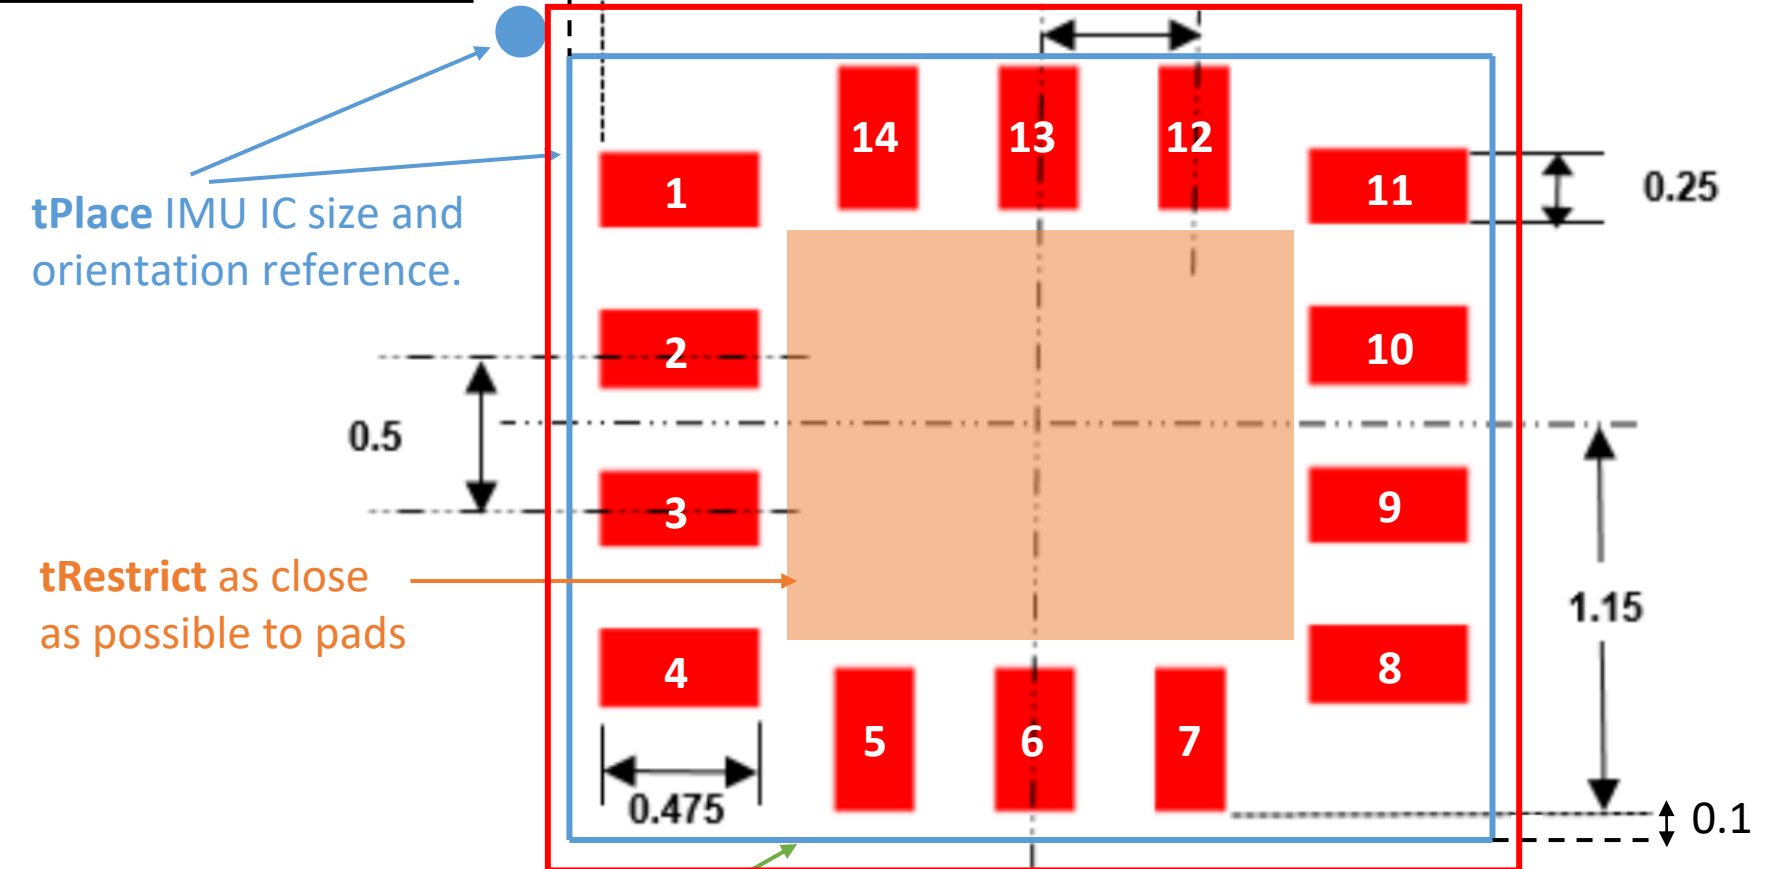 14 13 12
1 11 0.25
tPlace IMU IC size and
orientation reference.
2 10
0.5
3 9
tRestrict as close
as possible to pads
1.15
4 8
5 6 7
0.475
0.1